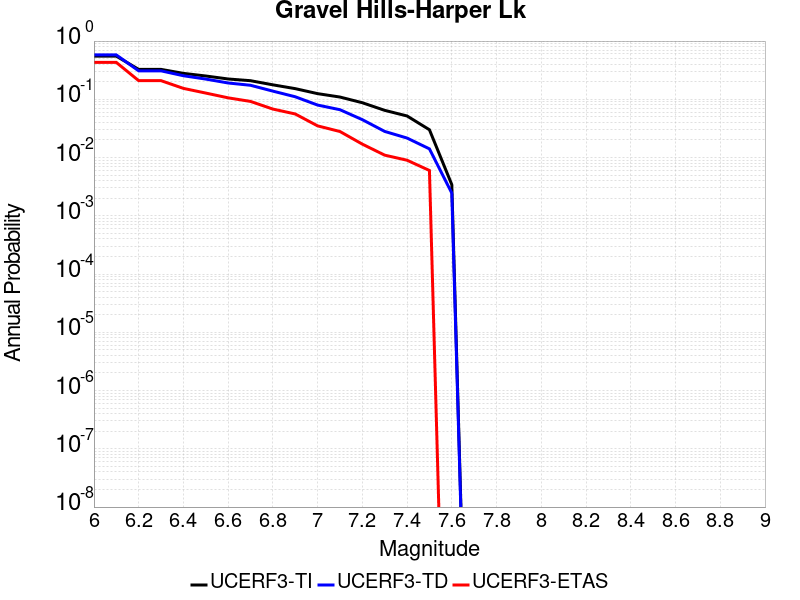 Gravel Hills-Harper Lk
Annual Probability
10^0
10^-1
10^-2
10^-3
10^-4
10^-5
10^-6
10^-7
10^-8
6 6.2 6.4 6.6 6.8 7 7.2 7.4 7.6 7.8 8 8.2 8.4 8.6 8.8 9
Magnitude
UCERF3-TI UCERF3-TD UCERF3-ETAS